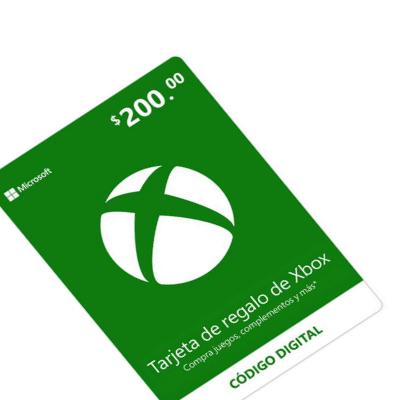 $200.00
Microsoft
Tarjeta de regalo de Xbox
Compra juegos, complementos y más*
CÓDIGO DIGITAL